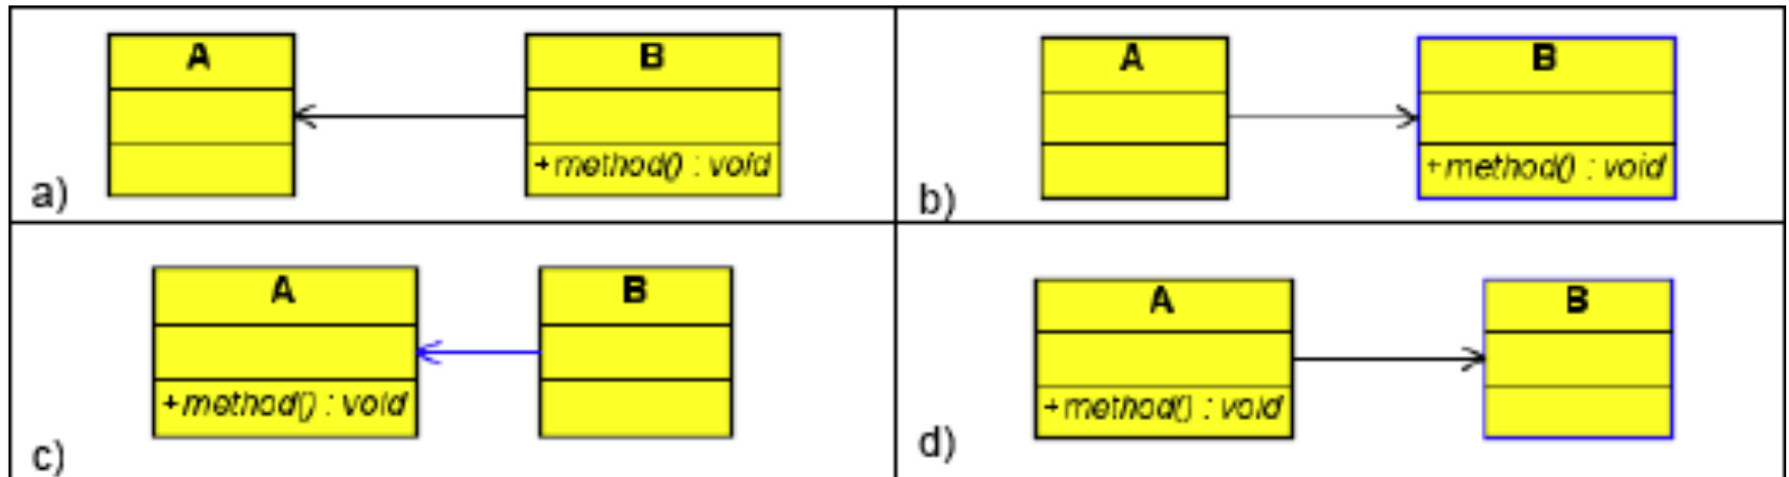 A
B
+method() : void
a)
A
B
+method() : void
b)
A
B
+method() : void
c)
A
B
+method() : void
d)